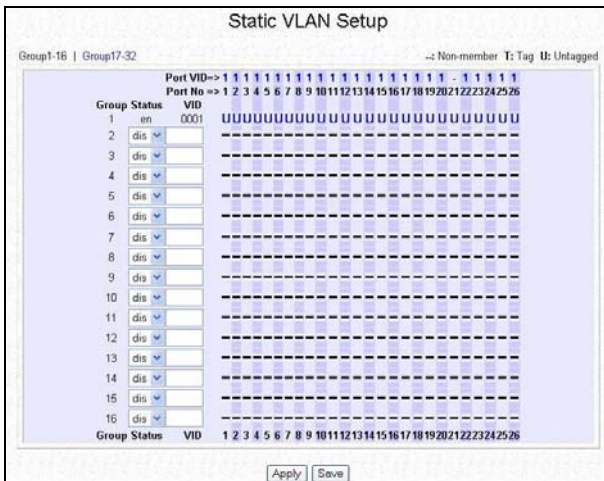 Static VLAN Setup
Group1-16 | Group17-32 --: Non-member T: Tag U: Untagged
Port VID=> 1 1 1 1 1 1 1 1 1 1 1 1 1 1 1 1 1 1 1 1 - 1 1 1 1 1
Port No => 1 2 3 4 5 6 7 8 9 10 11 12 13 14 15 16 17 18 19 20 21 22 23 24 25 26
Group Status VID
1 en 0001 U U U U U U U U U U U U U U U U U U U U U U U U U U
2 dis -- -- -- -- -- -- -- -- -- -- -- -- -- -- -- -- -- -- -- -- -- -- -- -- -- --
3 dis -- -- -- -- -- -- -- -- -- -- -- -- -- -- -- -- -- -- -- -- -- -- -- -- -- --
4 dis -- -- -- -- -- -- -- -- -- -- -- -- -- -- -- -- -- -- -- -- -- -- -- -- -- --
5 dis -- -- -- -- -- -- -- -- -- -- -- -- -- -- -- -- -- -- -- -- -- -- -- -- -- --
6 dis -- -- -- -- -- -- -- -- -- -- -- -- -- -- -- -- -- -- -- -- -- -- -- -- -- --
7 dis -- -- -- -- -- -- -- -- -- -- -- -- -- -- -- -- -- -- -- -- -- -- -- -- -- --
8 dis -- -- -- -- -- -- -- -- -- -- -- -- -- -- -- -- -- -- -- -- -- -- -- -- -- --
9 dis -- -- -- -- -- -- -- -- -- -- -- -- -- -- -- -- -- -- -- -- -- -- -- -- -- --
10 dis -- -- -- -- -- -- -- -- -- -- -- -- -- -- -- -- -- -- -- -- -- -- -- -- -- --
11 dis -- -- -- -- -- -- -- -- -- -- -- -- -- -- -- -- -- -- -- -- -- -- -- -- -- --
12 dis -- -- -- -- -- -- -- -- -- -- -- -- -- -- -- -- -- -- -- -- -- -- -- -- -- --
13 dis -- -- -- -- -- -- -- -- -- -- -- -- -- -- -- -- -- -- -- -- -- -- -- -- -- --
14 dis -- -- -- -- -- -- -- -- -- -- -- -- -- -- -- -- -- -- -- -- -- -- -- -- -- --
15 dis -- -- -- -- -- -- -- -- -- -- -- -- -- -- -- -- -- -- -- -- -- -- -- -- -- --
16 dis -- -- -- -- -- -- -- -- -- -- -- -- -- -- -- -- -- -- -- -- -- -- -- -- -- --
Group Status VID 1 2 3 4 5 6 7 8 9 10 11 12 13 14 15 16 17 18 19 20 21 22 23 24 25 26
Apply Save